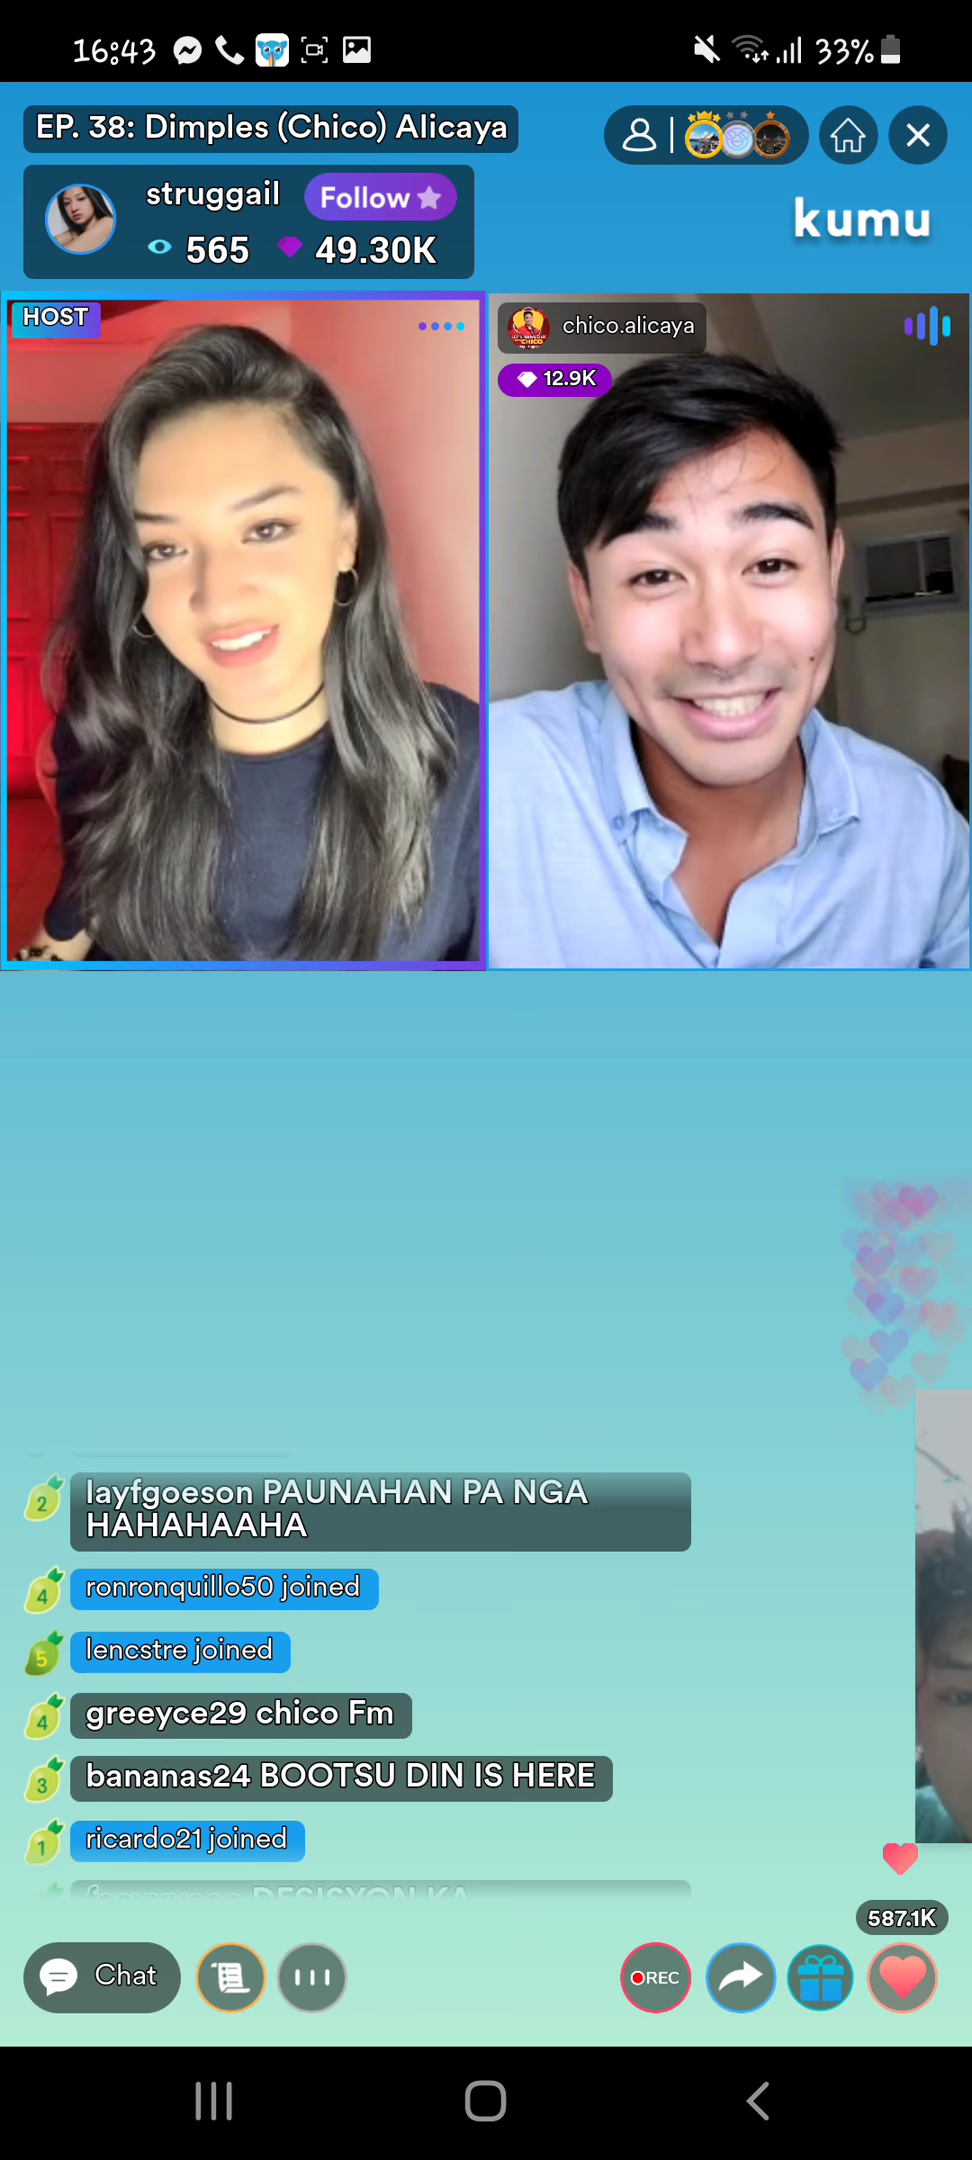 16:43
33%
EP. 38: Dimples (Chico) Alicaya
struggail
Follow
565
49.30K
kumu
HOST
chico.alicaya
12.9K
layfgoeson PAUNAHAN PA NGA
HAHAHAAHA
2
4
ronronquillo50 joined
5
lencstre joined
4
greeyce29 chico Fm
3
bananas24 BOOTSU DIN IS HERE
1
ricardo21 joined
DESISYON KA
587.1K
Chat
REC